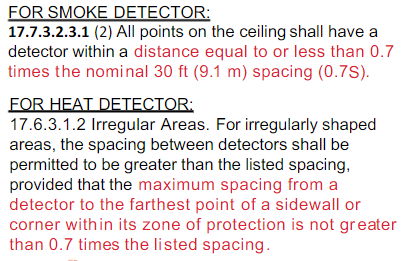 FOR SMOKE DETECTOR:
17.7.3.2.3.1 (2) All points on the ceiling shall have a
detector within a distance equal to or less than 0.7
times the nominal 30 ft (9.1 m) spacing (0.7S).
FOR HEAT DETECTOR:
17.6.3.1.2 Irregular Areas. For irregularly shaped
areas, the spacing between detectors shall be
permitted to be greater than the listed spacing,
provided that the maximum spacing from a
detector to the farthest point of a sidewall or
corner within its zone of protection is not greater
than 0.7 times the listed spacing.